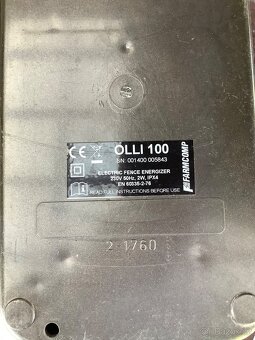 OLLI 100
SN: 001400 005843
ELECTRIC FENCE ENERGIZER
230V 50Hz, 2W, IPX4
EN 60335-2-76
READ FULL INSTRUCTIONS BEFORE USE
FARMCOMP
2 1760